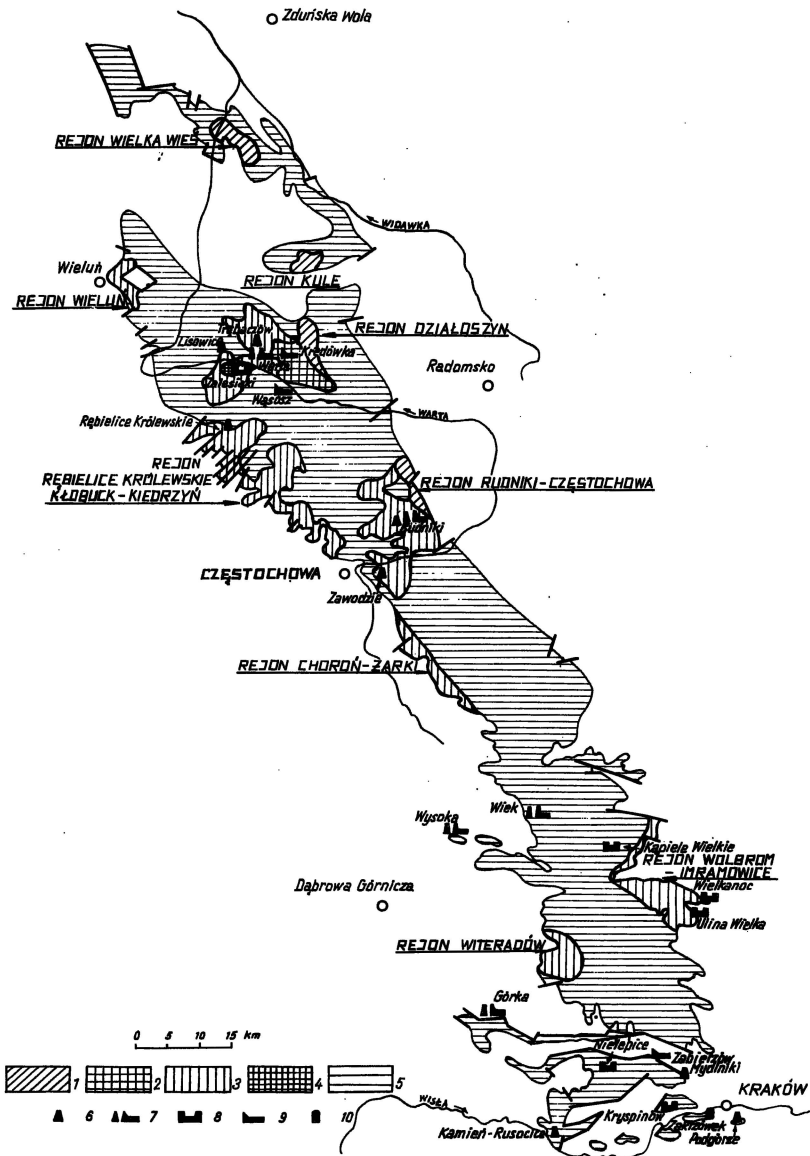 Zduńska Wola
REJON WIELKA WIEŚ
WIDAWKA
Wieluń
REJON KULE
REJON WIELUŃ
REJON DZIAŁOSZYN
Trębaczów
Lisowice
Kredówka
Warta
Radomsko
Zalesiaki
Wąsosz
Rębielice Królewskie
WARTA
REJON
RĘBIELICE KRÓLEWSKIE
KŁOBUCK-KIEDRZYŃ
REJON RUDNIKI-CZĘSTOCHOWA
Rudniki
CZĘSTOCHOWA
Zawodzie
REJON CHOROŃ-ŻARKI
Wiek
Wysoka
Kąpiele Wielkie
REJON WOLBROM
-IMRAMOWICE
Wielkanoc
Dąbrowa Górnicza
Ulina Wielka
REJON WITERADÓW
Górka
0 5 10 15 km
Nielepice
Zabierzów
Mydlniki
1 2 3 4 5
KRAKÓW
WISŁA
6 7 8 9 10
Kryspinów
Zakrzówek
Podgórze
Kamień-Rusocice